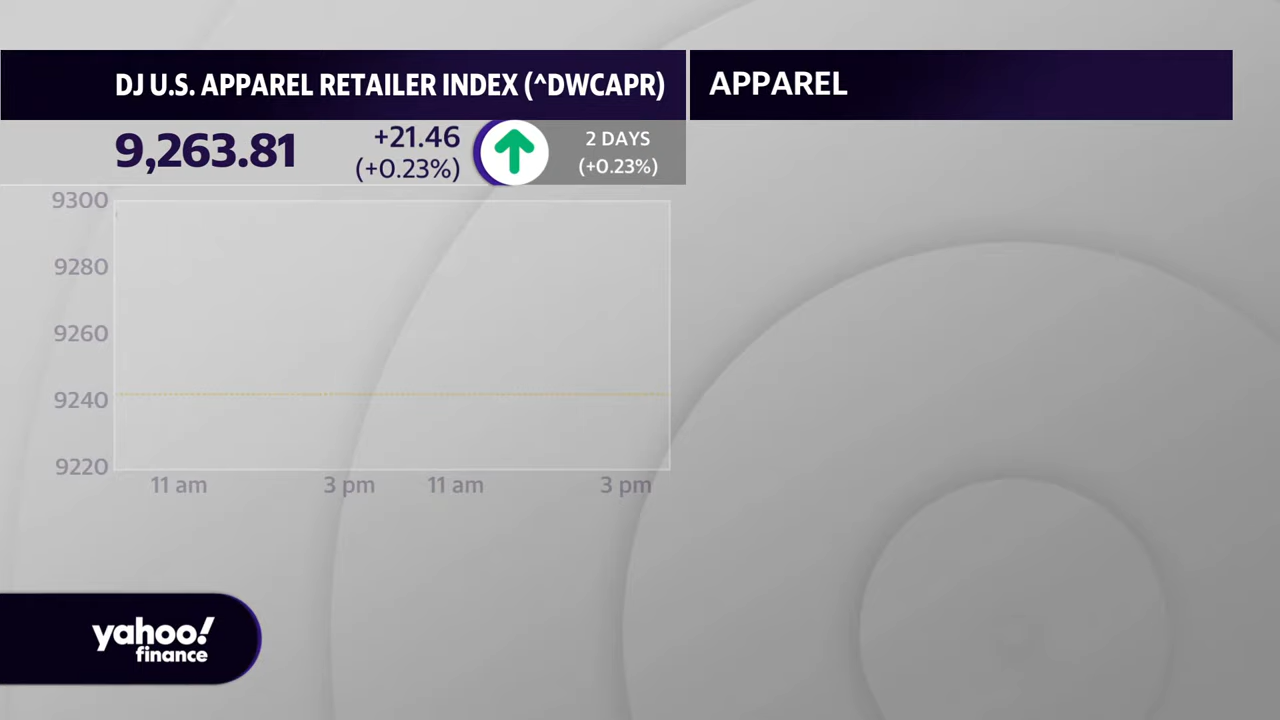 DJ U.S. APPAREL RETAILER INDEX (^DWCAPR)
APPAREL
9,263.81
+21.46
(+0.23%)
2 DAYS
(+0.23%)
9300
9280
9260
9240
9220
11 am
3 pm
11 am
3 pm
yahoo!
finance